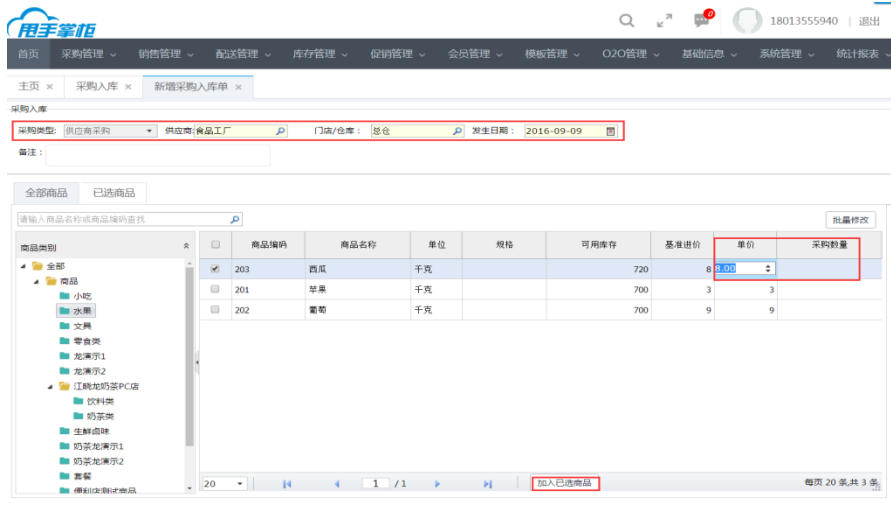 甩手掌柜
0
18013555940 | 退出
首页 采购管理 销售管理 配送管理 库存管理 促销管理 会员管理 模板管理 O2O管理 基础信息 系统管理 统计报表
主页 × 采购入库 × 新增采购入库单 ×
采购入库
采购类型: 供应商采购 供应商: 食品工厂 门店/仓库： 总仓 发生日期： 2016-09-09
备注：
全部商品 已选商品
请输入商品名称或商品编码查找 批量修改
商品类别 商品编码 商品名称 单位 规格 可用库存 基准进价 单价 采购数量
全部 203 西瓜 千克 720 8 8.00
商品 201 苹果 千克 700 3 3
小吃
水果 202 葡萄 千克 700 9 9
文具
零食类
龙演示1
龙演示2
江晓龙奶茶PC店
饮料类
奶茶类
生鲜卤味
奶茶龙演示1
奶茶龙演示2
套餐
便利店测试商品
20 1 /1 加入已选商品 每页 20 条,共 3 条